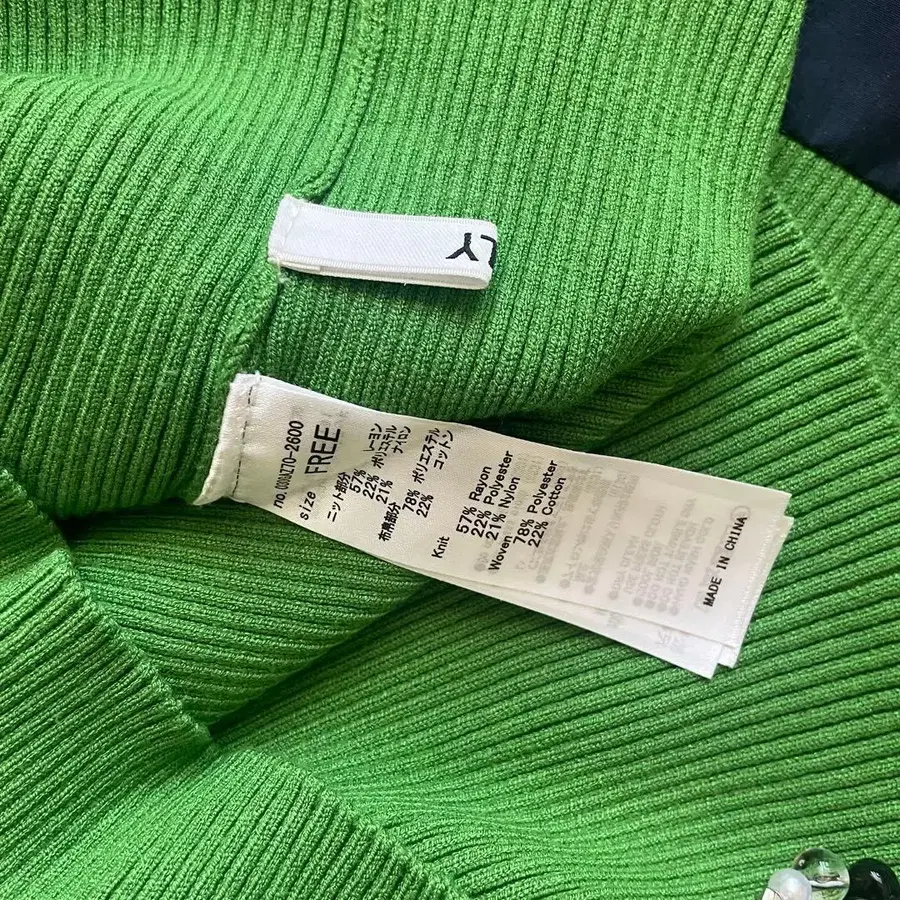 LY
no.0008Z70-2600
size FREE
ニット部分
57% レーヨン
22% ポリエステル
21% ナイロン
布帛部分
78% ポリエステル
22% コットン
Knit
57% Rayon
22% Polyester
21% Nylon
Woven
78% Polyester
22% Cotton
MADE IN CHINA